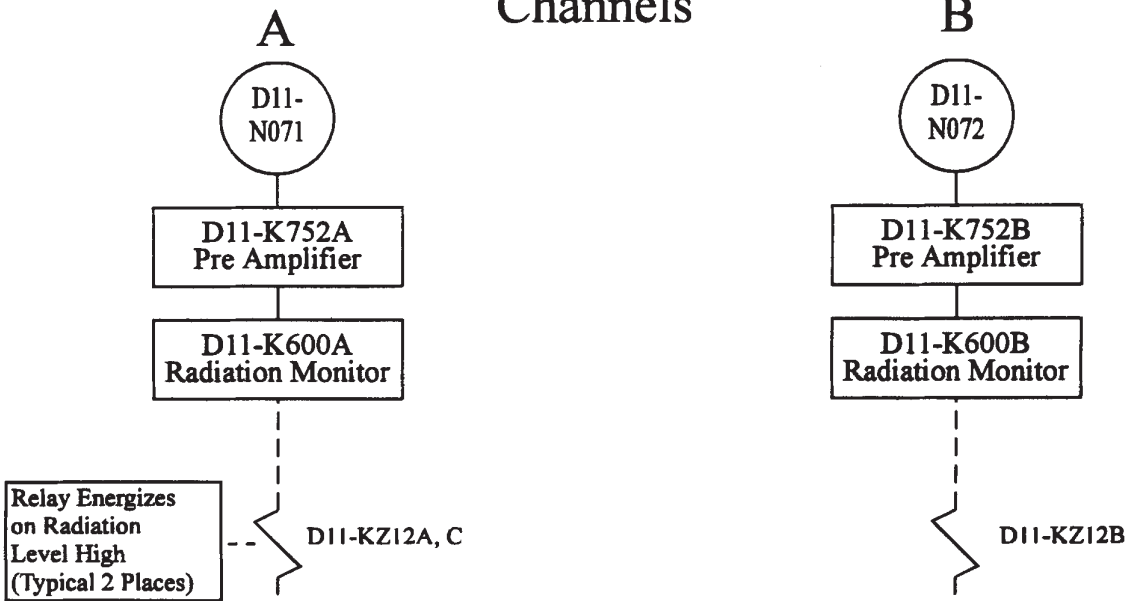 Channels
A
B
D11-
N071
D11-
N072
D11-K752A
Pre Amplifier
D11-K752B
Pre Amplifier
D11-K600A
Radiation Monitor
D11-K600B
Radiation Monitor
Relay Energizes
on Radiation
Level High
(Typical 2 Places)
D11-KZ12A, C
D11-KZ12B